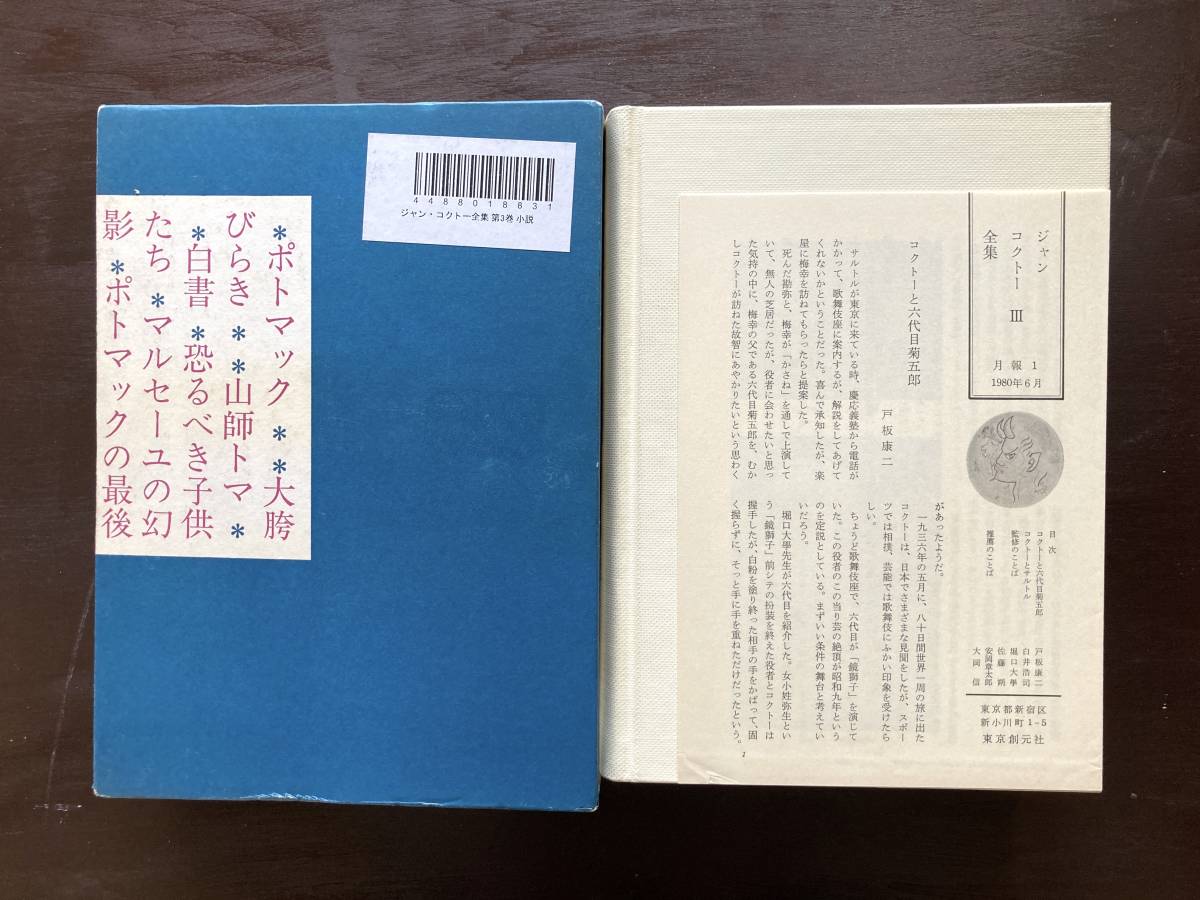 *ポトマック**大胯
びらき**山師トマ*
*白書*恐るべき子供
たち*マルセーユの幻
影*ポトマックの最後
4488018831
ジャン・コクトー全集 第3巻 小説
ジャン
コクトー Ⅲ
全集
月報1
1980年6月
目次
コクトーと六代目菊五郎 戸板康二
コクトーとサルトル 白井浩司
監修のことば 堀口大學
佐藤朔
推薦のことば 安岡章太郎
大岡信
東京都新宿区
新小川町1-5
東京創元社
コクトーと六代目菊五郎
戸板康二
サルトルが東京に来ている時、慶応義塾から電話が
かかって、歌舞伎座に案内するが、解説をしてあげて
くれないかということだった。喜んで承知したが、楽
屋に梅幸を訪ねてもらったらと提案した。
死んだ勘弥と、梅幸が「かさね」を通しで上演して
いて、無人の芝居だったが、役者に会わせたいと思っ
た気持の中に、梅幸の父である六代目菊五郎を、むか
しコクトーが訪ねた故智にあやかりたいという思わく
があったようだ。
一九三六年の五月に、八十日間世界一周の旅に出た
コクトーは、日本でさまざまな見聞をしたが、スポー
ツでは相撲、芸能では歌舞伎にふかい印象を受けたら
しい。
ちょうど歌舞伎座で、六代目が「鏡獅子」を演じて
いた。この役者のこの当り芸の絶頂が昭和九年という
のを定説としている。まずいい条件の舞台と考えてい
いだろう。
堀口大學先生が六代目を紹介した。女小姓弥生とい
う「鏡獅子」前シテの扮装を終えた役者とコクトーは
握手したが、白粉を塗り終った相手の手をかばって、固
く握らずに、そっと手に手を重ねただけだったという。
2